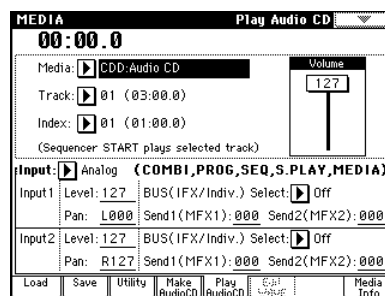 MEDIA Play Audio CD
00:00.0
Media: CDD:Audio CD
Volume
127
Track: 01 (03:00.0)
Index: 01 (01:00.0)
(Sequencer START plays selected track)
Input: Analog (COMBI,PROG,SEQ,S.PLAY,MEDIA)
Input1 Level: 127 BUS(IFX/Indiv.) Select: Off
Pan: L000 Send1(MFX1): 000 Send2(MFX2): 000
Input2 Level: 127 BUS(IFX/Indiv.) Select: Off
Pan: R127 Send1(MFX1): 000 Send2(MFX2): 000
Load Save Utility Make AudioCD Play AudioCD Media Info